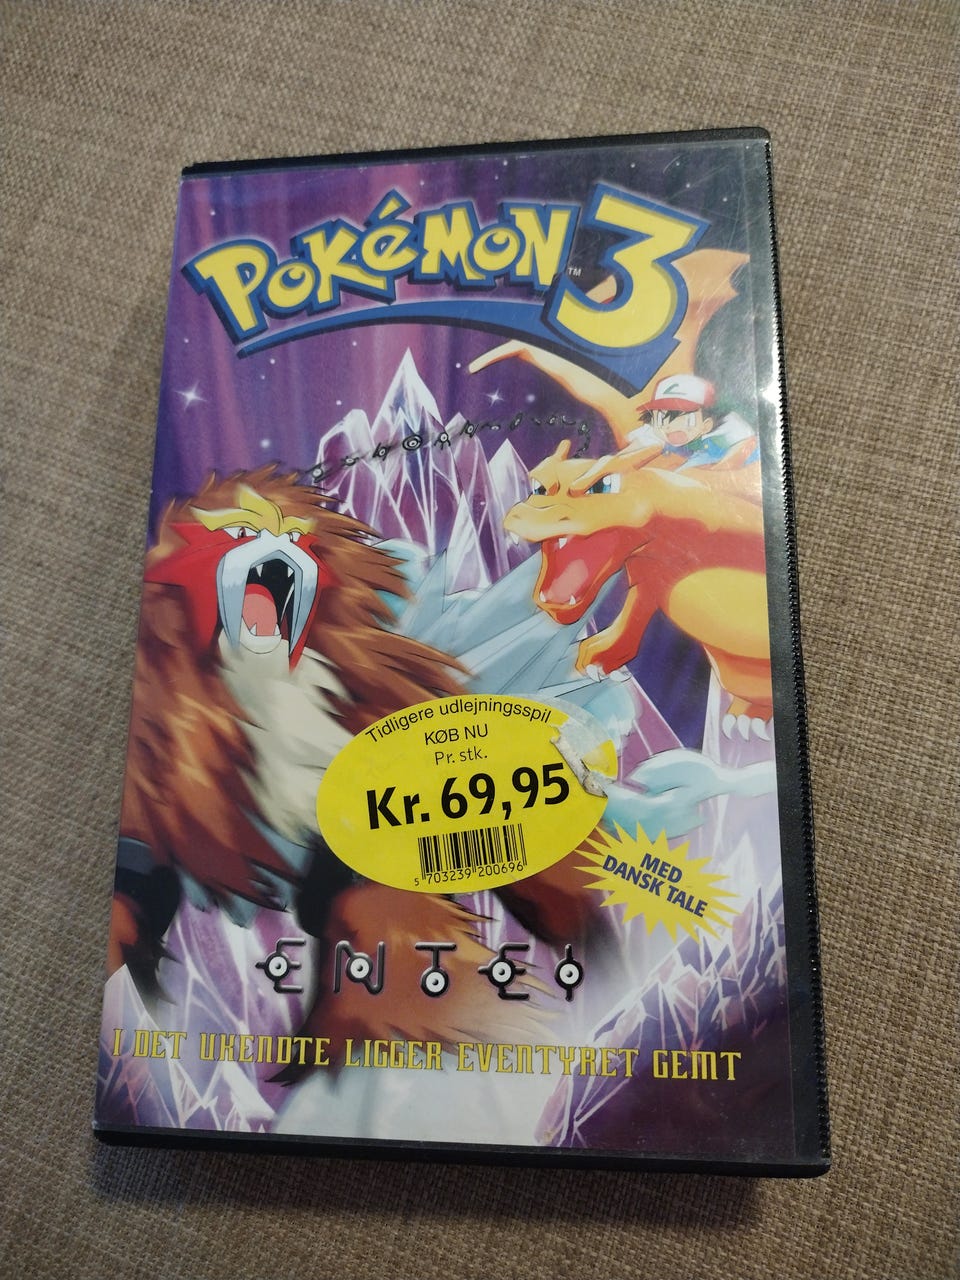 POKéMON 3
™
Tidligere udlejningsspil
KØB NU
Pr. stk.
Kr. 69,95
5 703239 200696
MED
DANSK TALE
ENTEI
I DET UKENDTE LIGGER EVENTYRET GEMT